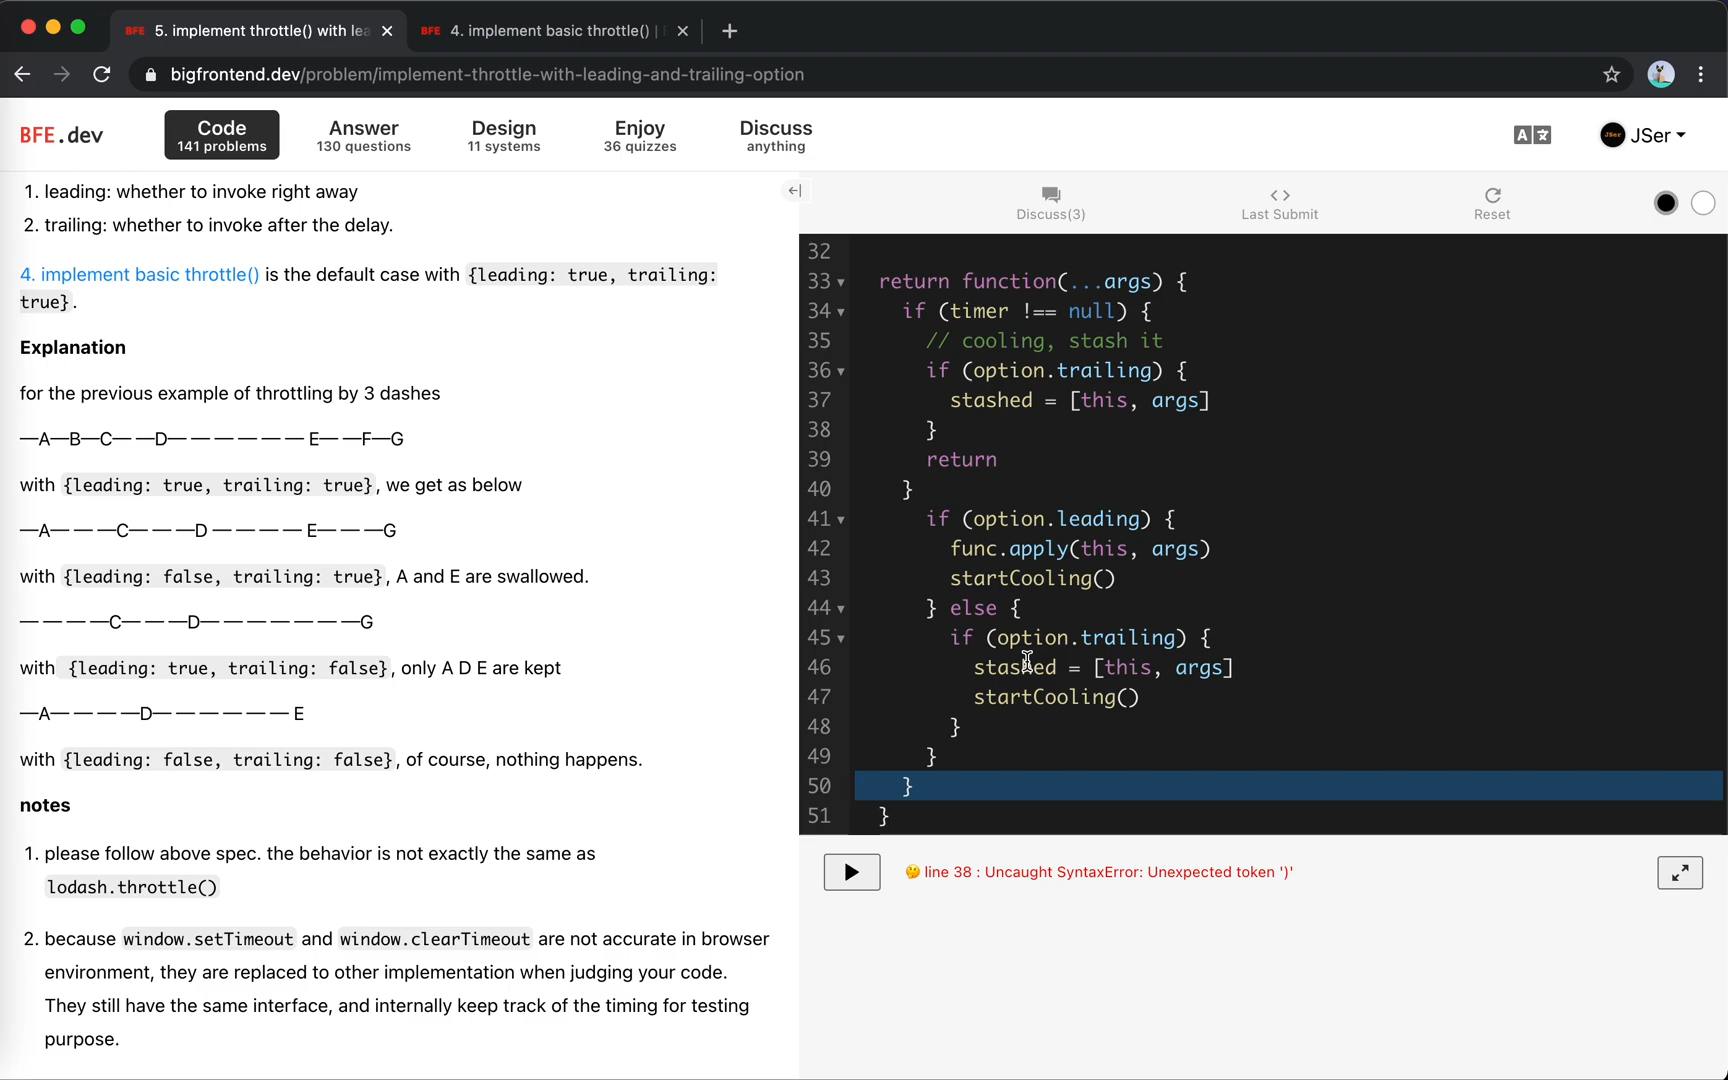 BFE 5. implement throttle() with lea
BFE 4. implement basic throttle() |
bigfrontend.dev/problem/implement-throttle-with-leading-and-trailing-option
BFE.dev
Code
141 problems
Answer
130 questions
Design
11 systems
Enjoy
36 quizzes
Discuss
anything
JSer
JSer
1. leading: whether to invoke right away
2. trailing: whether to invoke after the delay.
4. implement basic throttle() is the default case with {leading: true, trailing:
true}.
Explanation
for the previous example of throttling by 3 dashes
—A—B—C— —D— — — — — — E— —F—G
with {leading: true, trailing: true}, we get as below
—A— — —C— — —D — — — — E— — —G
with {leading: false, trailing: true}, A and E are swallowed.
— — — —C— — —D— — — — — — —G
with {leading: true, trailing: false}, only A D E are kept
—A— — — —D— — — — — — E
with {leading: false, trailing: false}, of course, nothing happens.
notes
1. please follow above spec. the behavior is not exactly the same as
lodash.throttle()
2. because window.setTimeout and window.clearTimeout are not accurate in browser
environment, they are replaced to other implementation when judging your code.
They still have the same interface, and internally keep track of the timing for testing
purpose.
Discuss(3)
Last Submit
Reset
32
33 return function(...args) {
34 if (timer !== null) {
35 // cooling, stash it
36 if (option.trailing) {
37 stashed = [this, args]
38 }
39 return
40 }
41 if (option.leading) {
42 func.apply(this, args)
43 startCooling()
44 } else {
45 if (option.trailing) {
46 stashed = [this, args]
47 startCooling()
48 }
49 }
50 }
51 }
🤔 line 38 : Uncaught SyntaxError: Unexpected token ')'